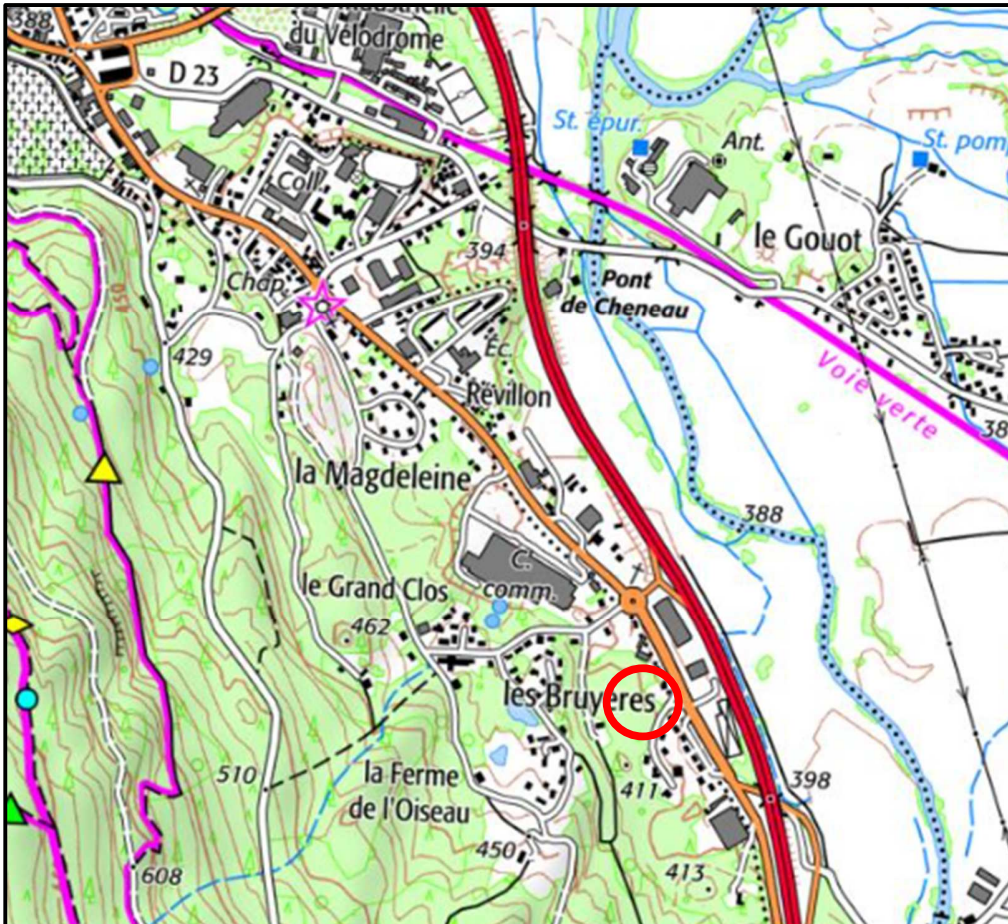 388
du Vélodrome
D 23
St. épur.
Ant.
St. pomp
Coll.
394
le Gouot
Chap.
Pont
de Cheneau
450
429
Éc.
Voie verte
Révillon
38
la Magdeleine
388
C.
comm.
le Grand Clos
462
les Bruyères
510
la Ferme
de l'Oiseau
411
398
450
413
608